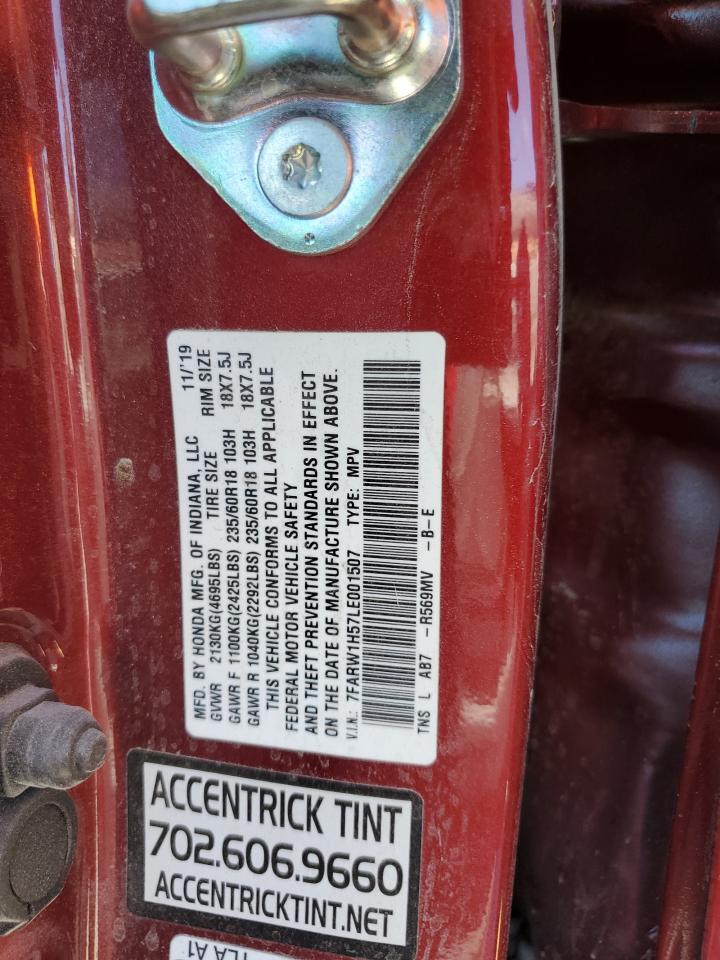 MFD. BY HONDA MFG. OF INDIANA, LLC 11/'19
GVWR 2130KG(4695LBS) TIRE SIZE RIM SIZE
GAWR F 1100KG(2425LBS) 235/60R18 103H 18X7.5J
GAWR R 1040KG(2292LBS) 235/60R18 103H 18X7.5J
THIS VEHICLE CONFORMS TO ALL APPLICABLE
FEDERAL MOTOR VEHICLE SAFETY
AND THEFT PREVENTION STANDARDS IN EFFECT
ON THE DATE OF MANUFACTURE SHOWN ABOVE.
V.I.N.: 7FARW1H57LE001507 TYPE: MPV
TNS L AB7 -R569MV -B-E
ACCENTRICK TINT
702.606.9660
ACCENTRICKTINT.NET